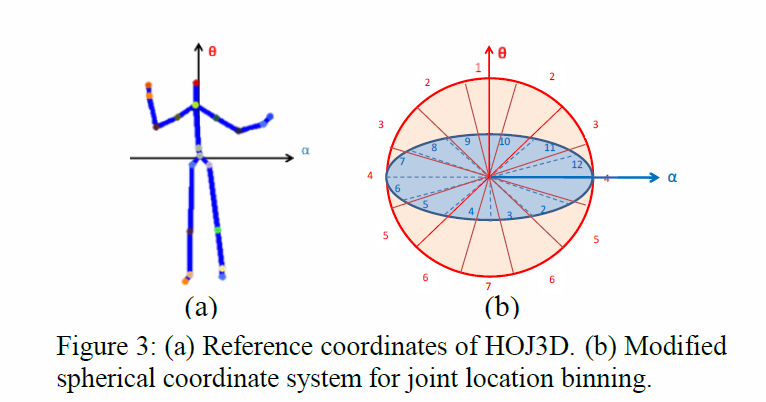 θ
α
(a)
θ
1
2
2
3
3
4
4
5
5
6
6
7
9
10
8
11
7
12
6
5
4
3
2
α
(b)
Figure 3: (a) Reference coordinates of HOJ3D. (b) Modified
spherical coordinate system for joint location binning.